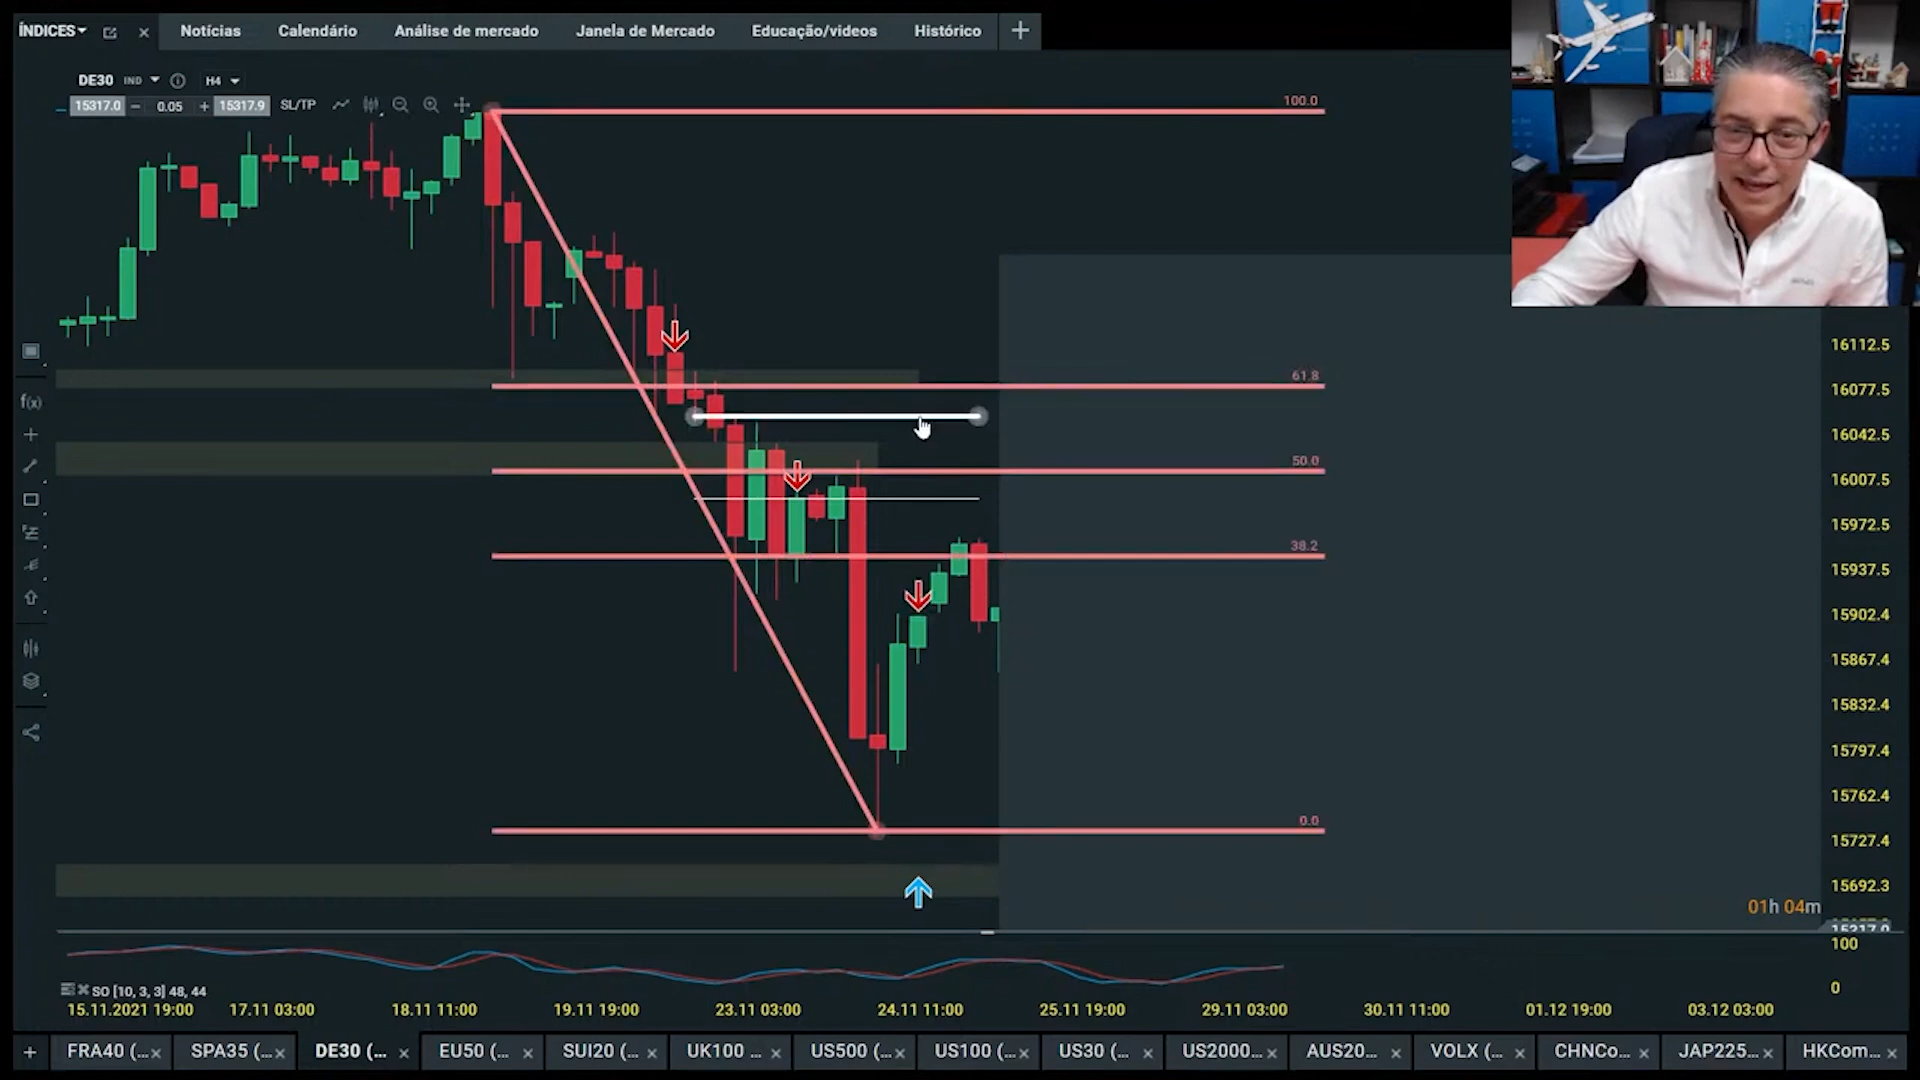 ÍNDICES
Notícias
Calendário
Análise de mercado
Janela de Mercado
Educação/videos
Histórico
DE30 IND H4
15317.0 − 0.05 + 15317.9 SL/TP
100.0
61.8
50.0
38.2
0.0
f(x)
16112.5
16077.5
16042.5
16007.5
15972.5
15937.5
15902.4
15867.4
15832.4
15797.4
15762.4
15727.4
15692.3
01h 04m
15317.0
100
0
SO [10, 3, 3] 48, 44
15.11.2021 19:00
17.11 03:00
18.11 11:00
19.11 19:00
23.11 03:00
24.11 11:00
25.11 19:00
29.11 03:00
30.11 11:00
01.12 19:00
03.12 03:00
FRA40 (...
SPA35 (...
DE30 (...
EU50 (...
SUI20 (...
UK100 ...
US500 (...
US100 (...
US30 (...
US2000...
AUS20...
VOLX (...
CHNCo...
JAP225...
HKCom...